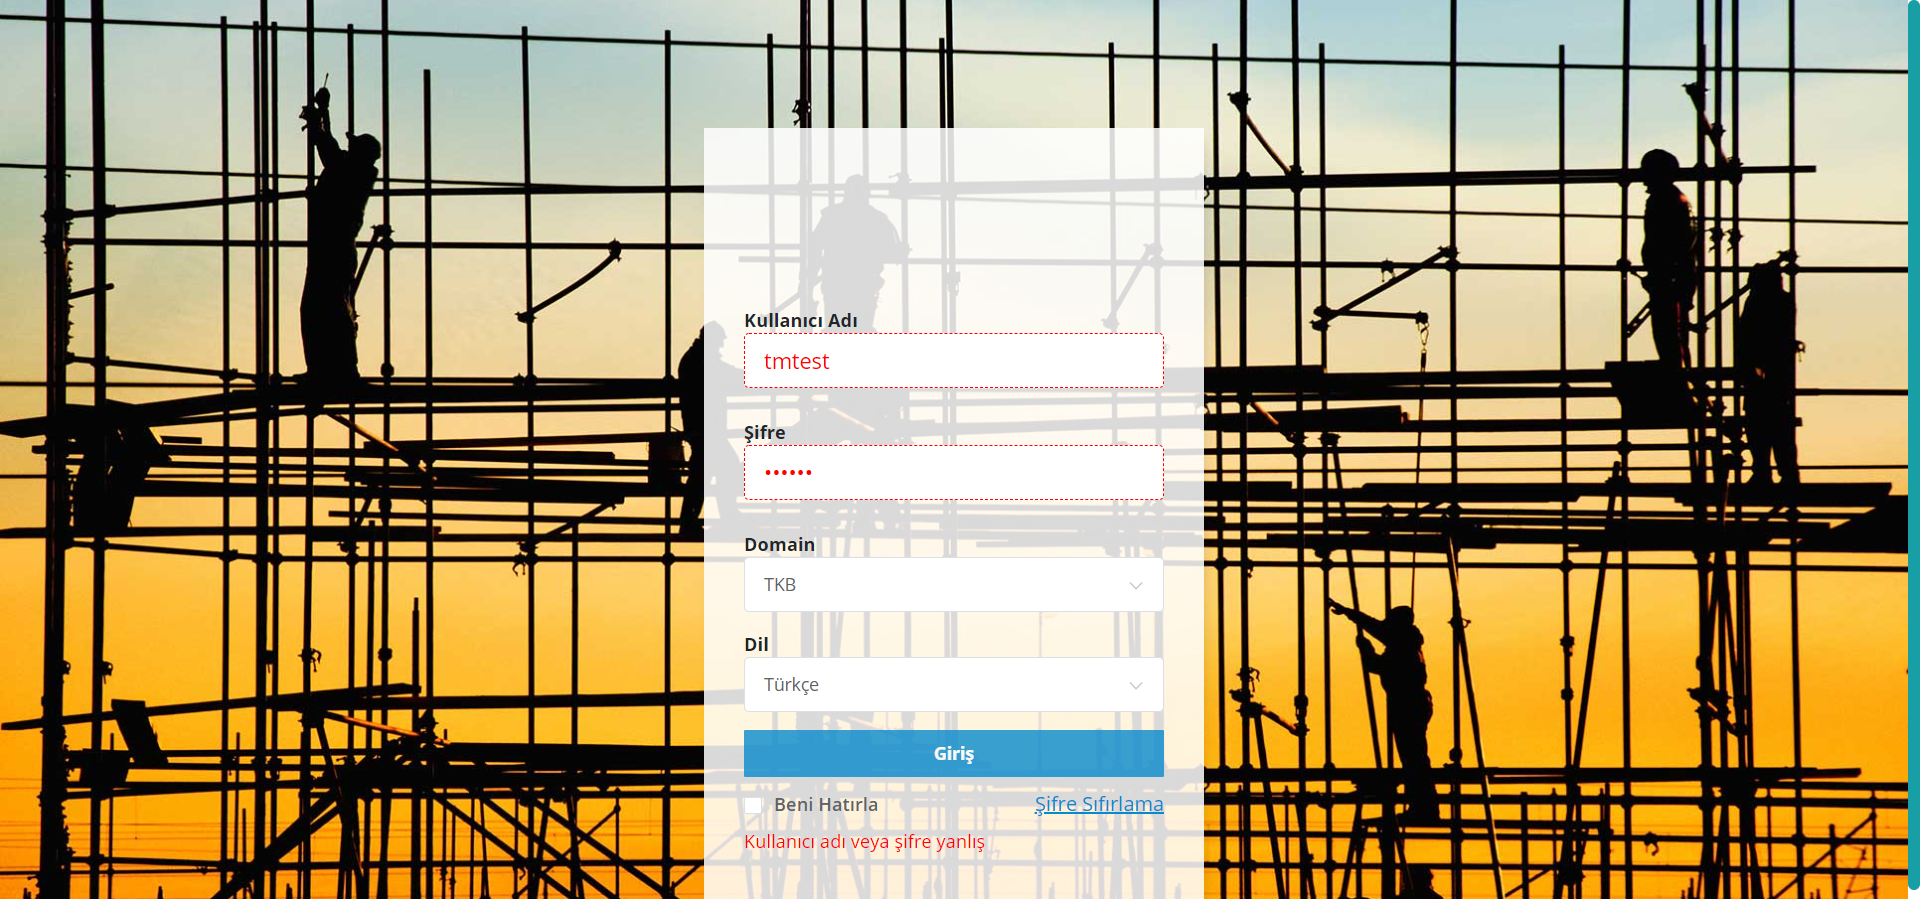 Kullanıcı Adı
tmtest
Şifre
••••••
Domain
TKB
Dil
Türkçe
Giriş
Beni Hatırla
Şifre Sıfırlama
Kullanıcı adı veya şifre yanlış